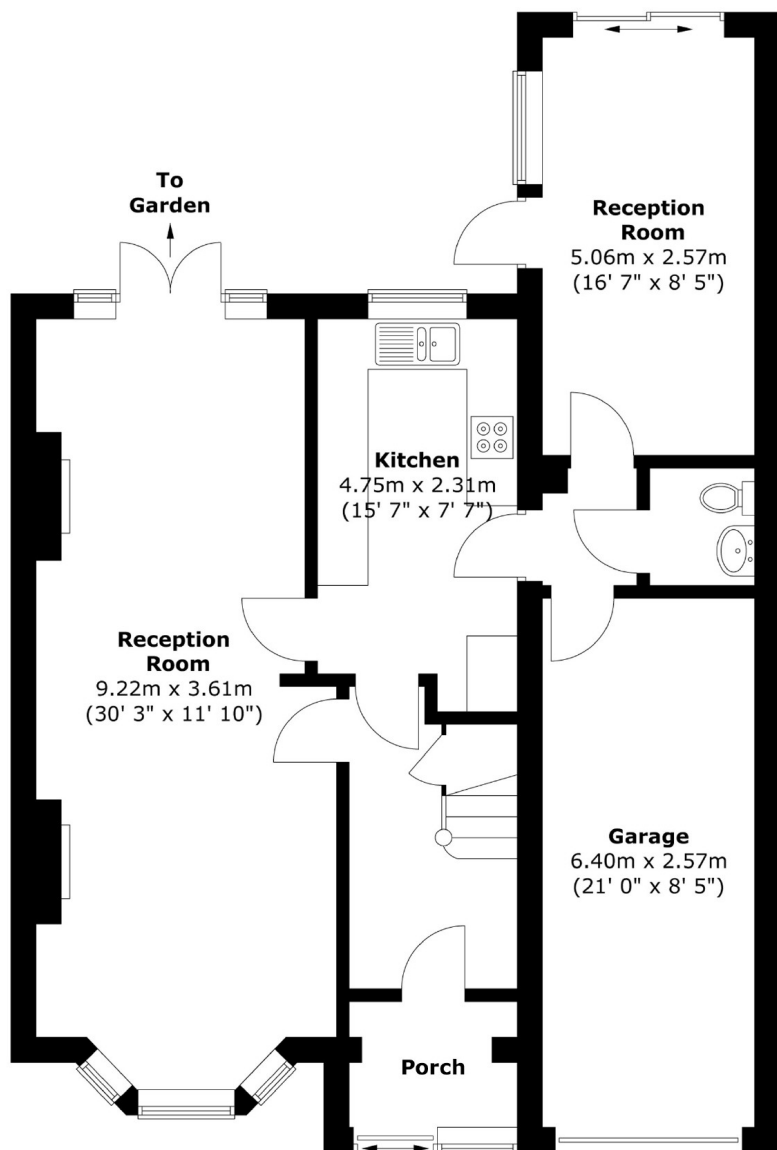 To
Garden
Reception
Room
5.06m x 2.57m
(16' 7" x 8' 5")
Kitchen
4.75m x 2.31m
(15' 7" x 7' 7")
Reception
Room
9.22m x 3.61m
(30' 3" x 11' 10")
Garage
6.40m x 2.57m
(21' 0" x 8' 5")
Porch